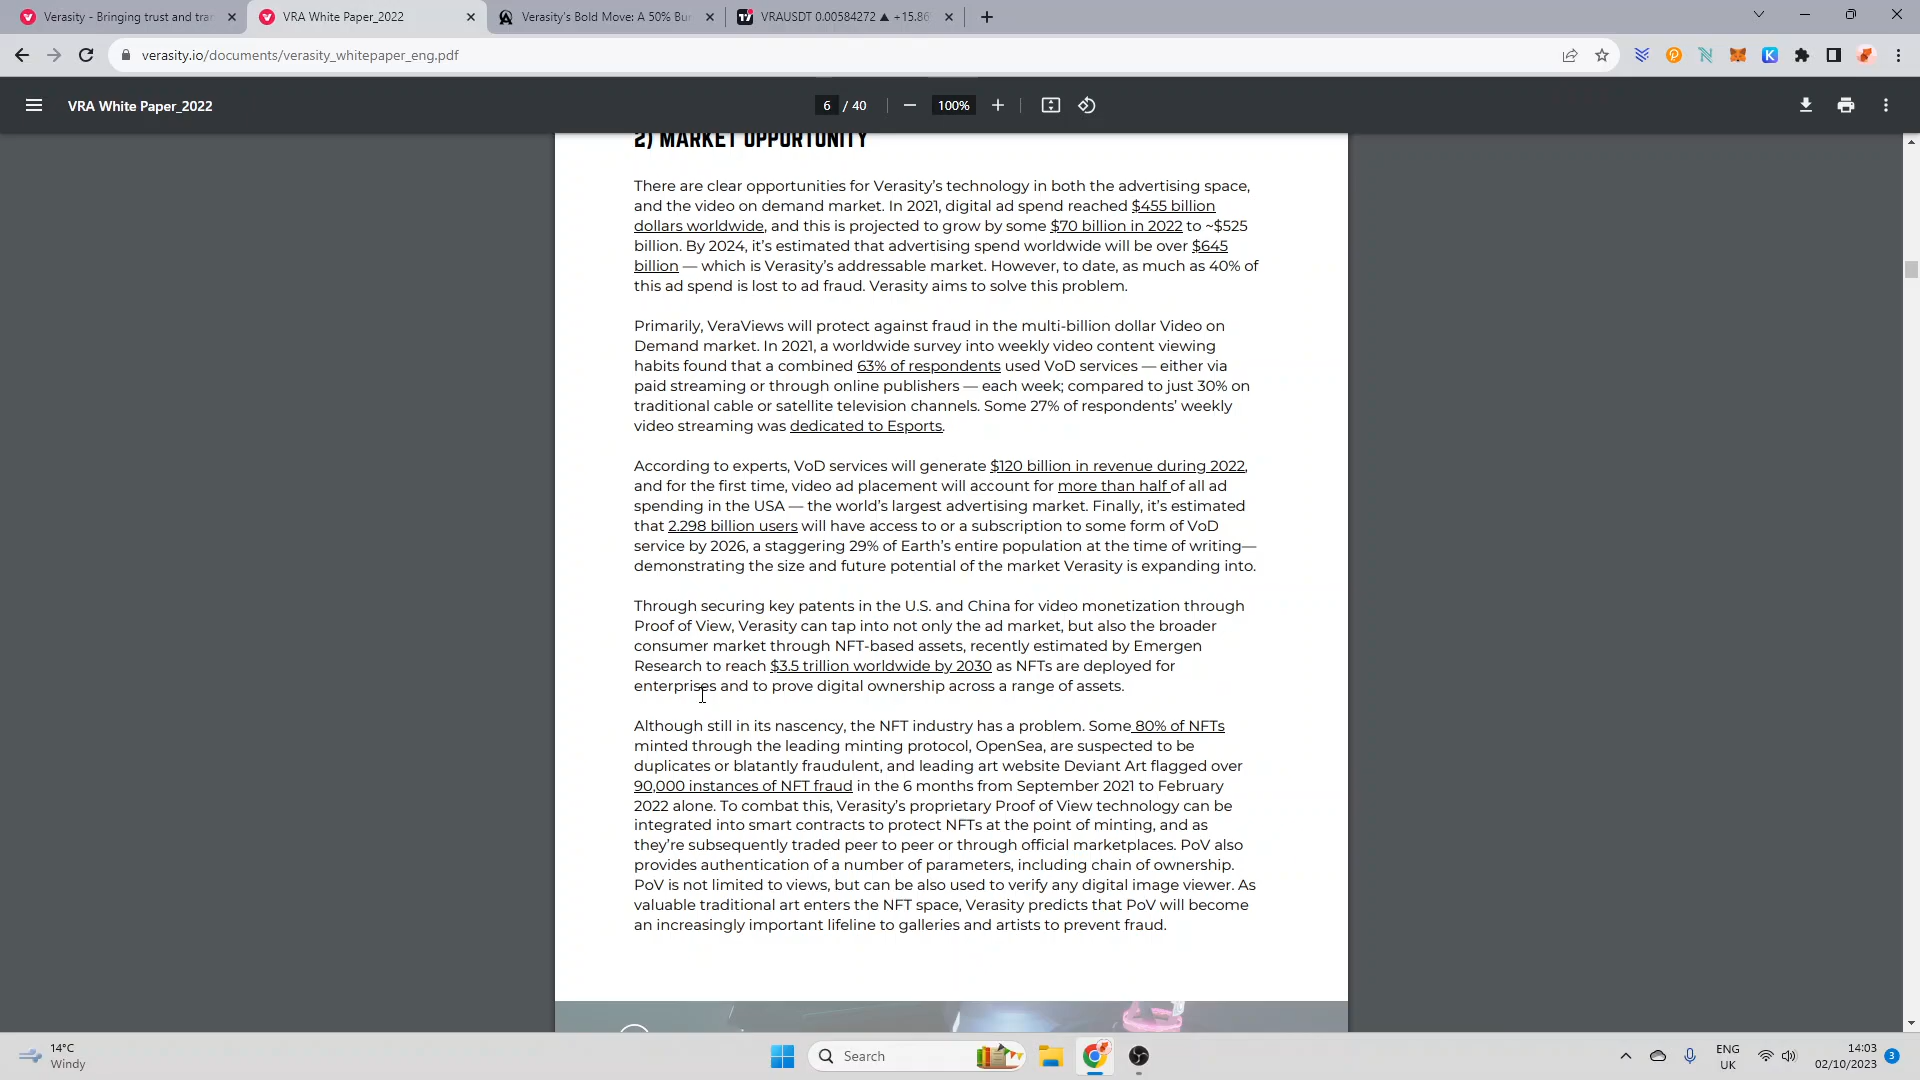 Verasity - Bringing trust and tra
VRA White Paper_2022
Verasity's Bold Move: A 50% Bu
VRAUSDT 0.00584272 ▲ +15.86
verasity.io/documents/verasity_whitepaper_eng.pdf
VRA White Paper_2022
6 / 40
100%
2) MARKET OPPORTUNITY
There are clear opportunities for Verasity’s technology in both the advertising space,
and the video on demand market. In 2021, digital ad spend reached $455 billion
dollars worldwide, and this is projected to grow by some $70 billion in 2022 to ~$525
billion. By 2024, it’s estimated that advertising spend worldwide will be over $645
billion — which is Verasity’s addressable market. However, to date, as much as 40% of
this ad spend is lost to ad fraud. Verasity aims to solve this problem.
Primarily, VeraViews will protect against fraud in the multi-billion dollar Video on
Demand market. In 2021, a worldwide survey into weekly video content viewing
habits found that a combined 63% of respondents used VoD services — either via
paid streaming or through online publishers — each week; compared to just 30% on
traditional cable or satellite television channels. Some 27% of respondents’ weekly
video streaming was dedicated to Esports.
According to experts, VoD services will generate $120 billion in revenue during 2022,
and for the first time, video ad placement will account for more than half of all ad
spending in the USA — the world’s largest advertising market. Finally, it’s estimated
that 2.298 billion users will have access to or a subscription to some form of VoD
service by 2026, a staggering 29% of Earth’s entire population at the time of writing—
demonstrating the size and future potential of the market Verasity is expanding into.
Through securing key patents in the U.S. and China for video monetization through
Proof of View, Verasity can tap into not only the ad market, but also the broader
consumer market through NFT-based assets, recently estimated by Emergen
Research to reach $3.5 trillion worldwide by 2030 as NFTs are deployed for
enterprises and to prove digital ownership across a range of assets.
Although still in its nascency, the NFT industry has a problem. Some 80% of NFTs
minted through the leading minting protocol, OpenSea, are suspected to be
duplicates or blatantly fraudulent, and leading art website Deviant Art flagged over
90,000 instances of NFT fraud in the 6 months from September 2021 to February
2022 alone. To combat this, Verasity’s proprietary Proof of View technology can be
integrated into smart contracts to protect NFTs at the point of minting, and as
they’re subsequently traded peer to peer or through official marketplaces. PoV also
provides authentication of a number of parameters, including chain of ownership.
PoV is not limited to views, but can be also used to verify any digital image viewer. As
valuable traditional art enters the NFT space, Verasity predicts that PoV will become
an increasingly important lifeline to galleries and artists to prevent fraud.
14°C
Windy
Search
ENG
UK
14:03
02/10/2023
3